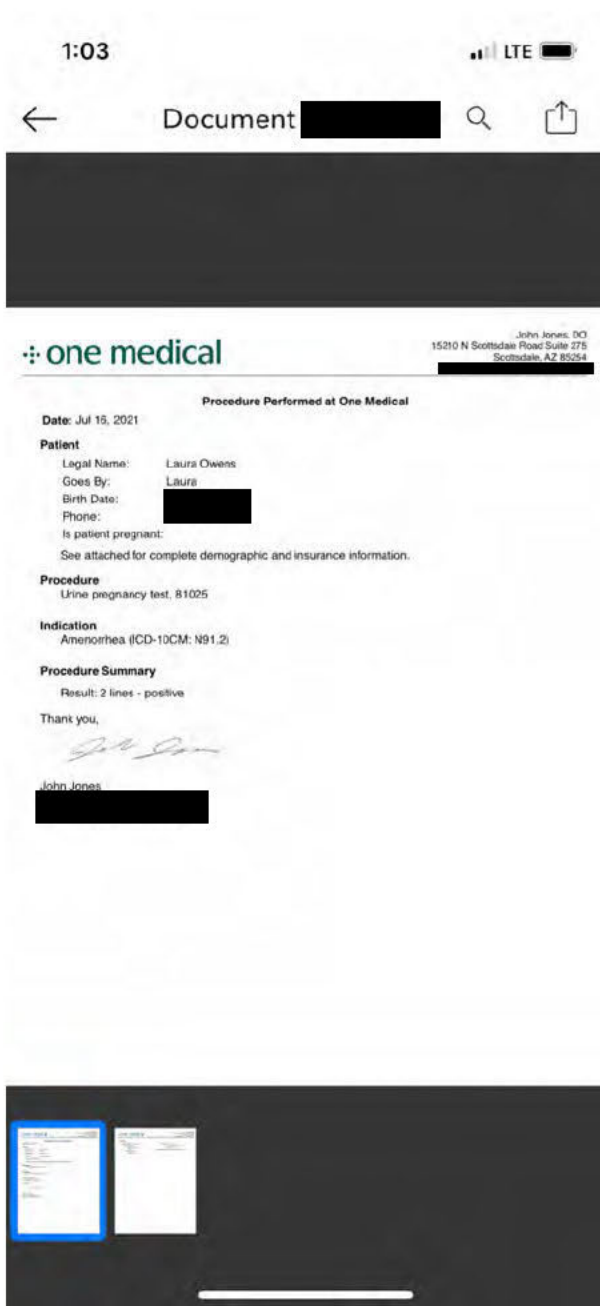 1:03
LTE
Document
one medical
John Jones, DO
15210 N Scottsdale Road Suite 275
Scottsdale, AZ 85254
Procedure Performed at One Medical
Date: Jul 16, 2021
Patient
Legal Name: Laura Owens
Goes By: Laura
Birth Date:
Phone:
Is patient pregnant:
See attached for complete demographic and insurance information.
Procedure
Urine pregnancy test, 81025
Indication
Amenorrhea (ICD-10CM: N91.2)
Procedure Summary
Result: 2 lines - positive
Thank you,
John Jones